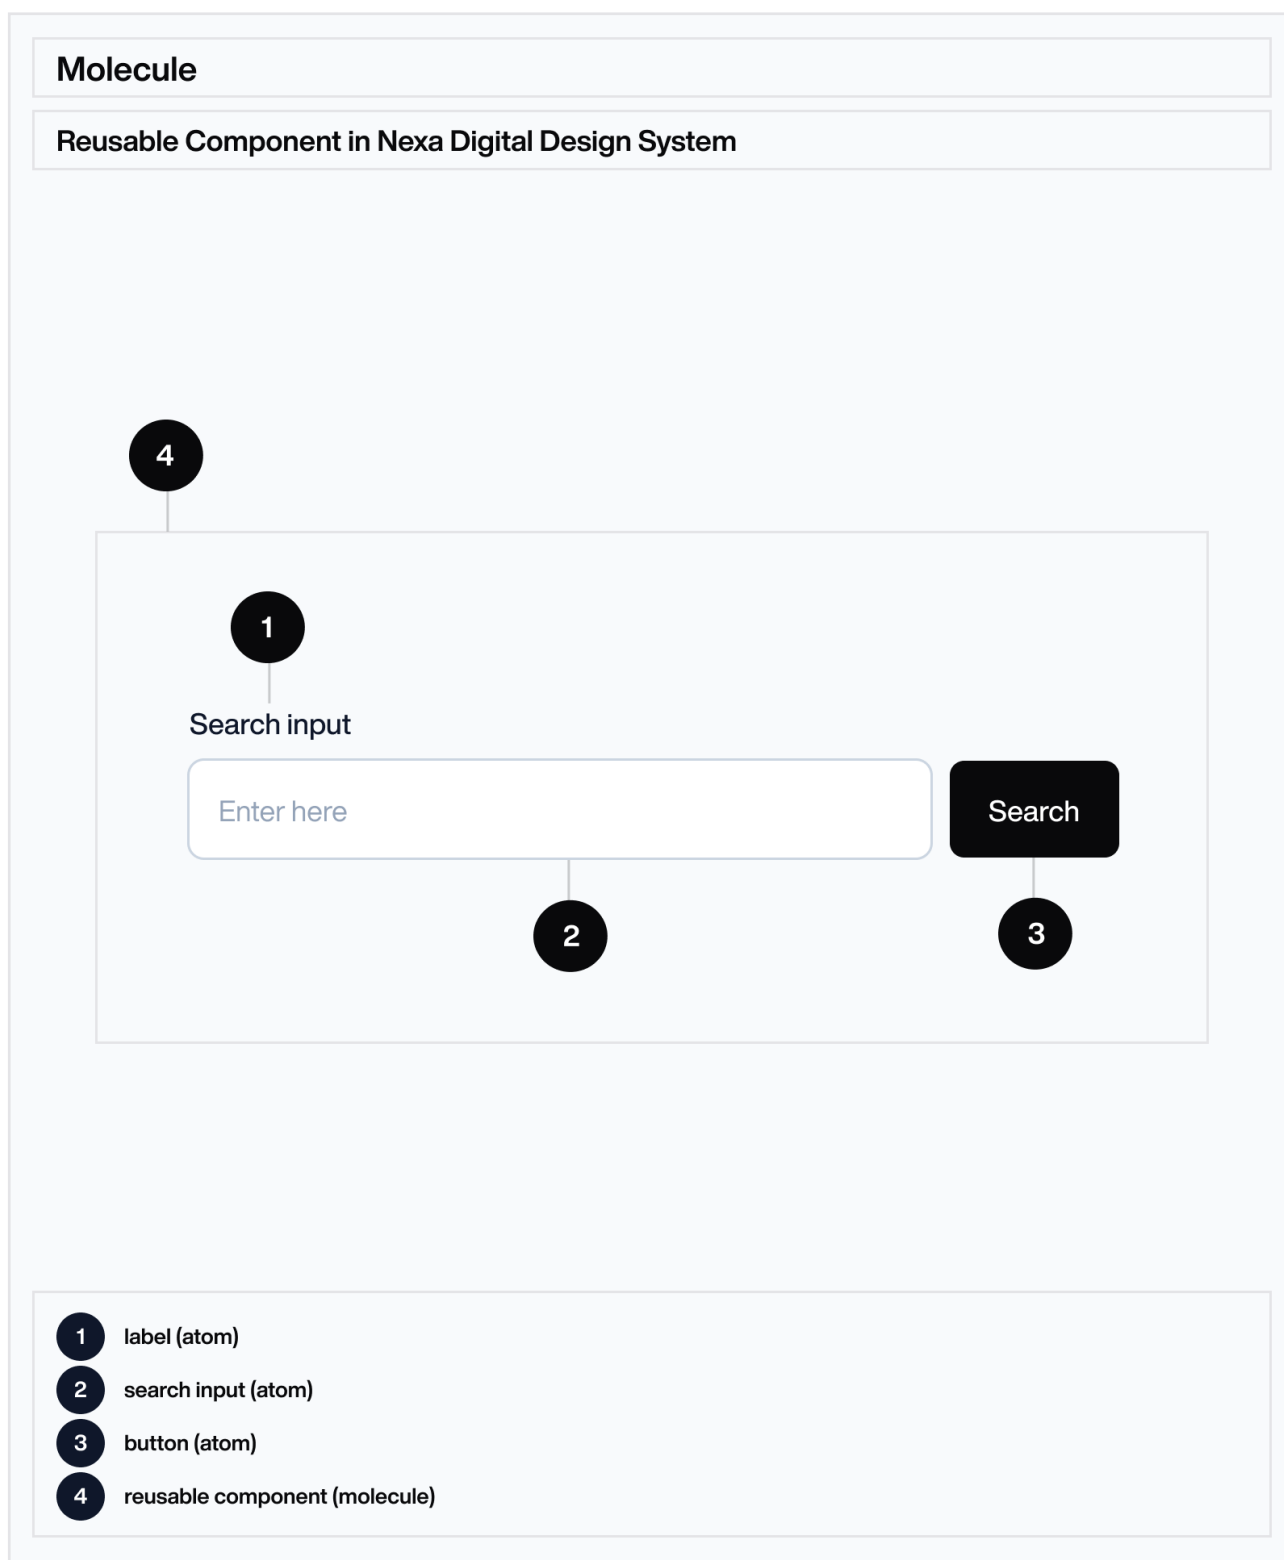 Molecule
Reusable Component in Nexa Digital Design System
4
1
Search input
Enter here
Search
2
3
1 label (atom)
2 search input (atom)
3 button (atom)
4 reusable component (molecule)